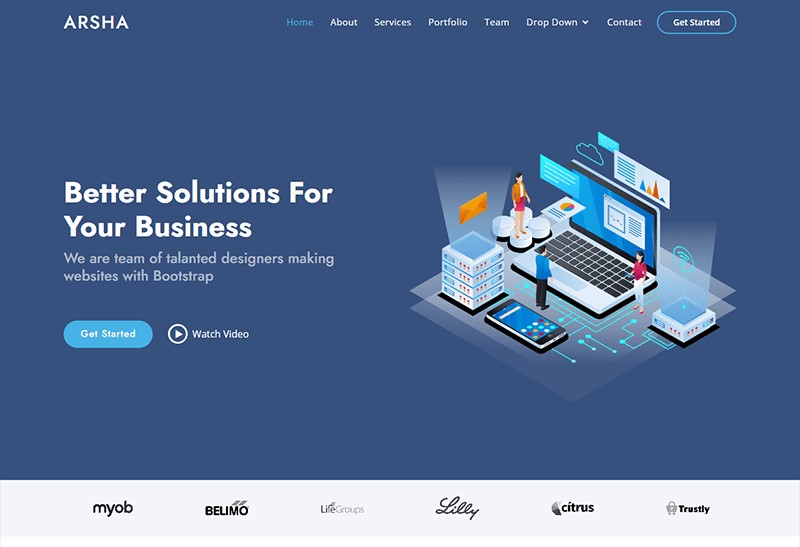 ARSHA
Home About Services Portfolio Team Drop Down Contact Get Started
Better Solutions For
Your Business
We are team of talanted designers making
websites with Bootstrap
Get Started Watch Video
myob BELIMO LifeGroups Lilly citrus Trustly